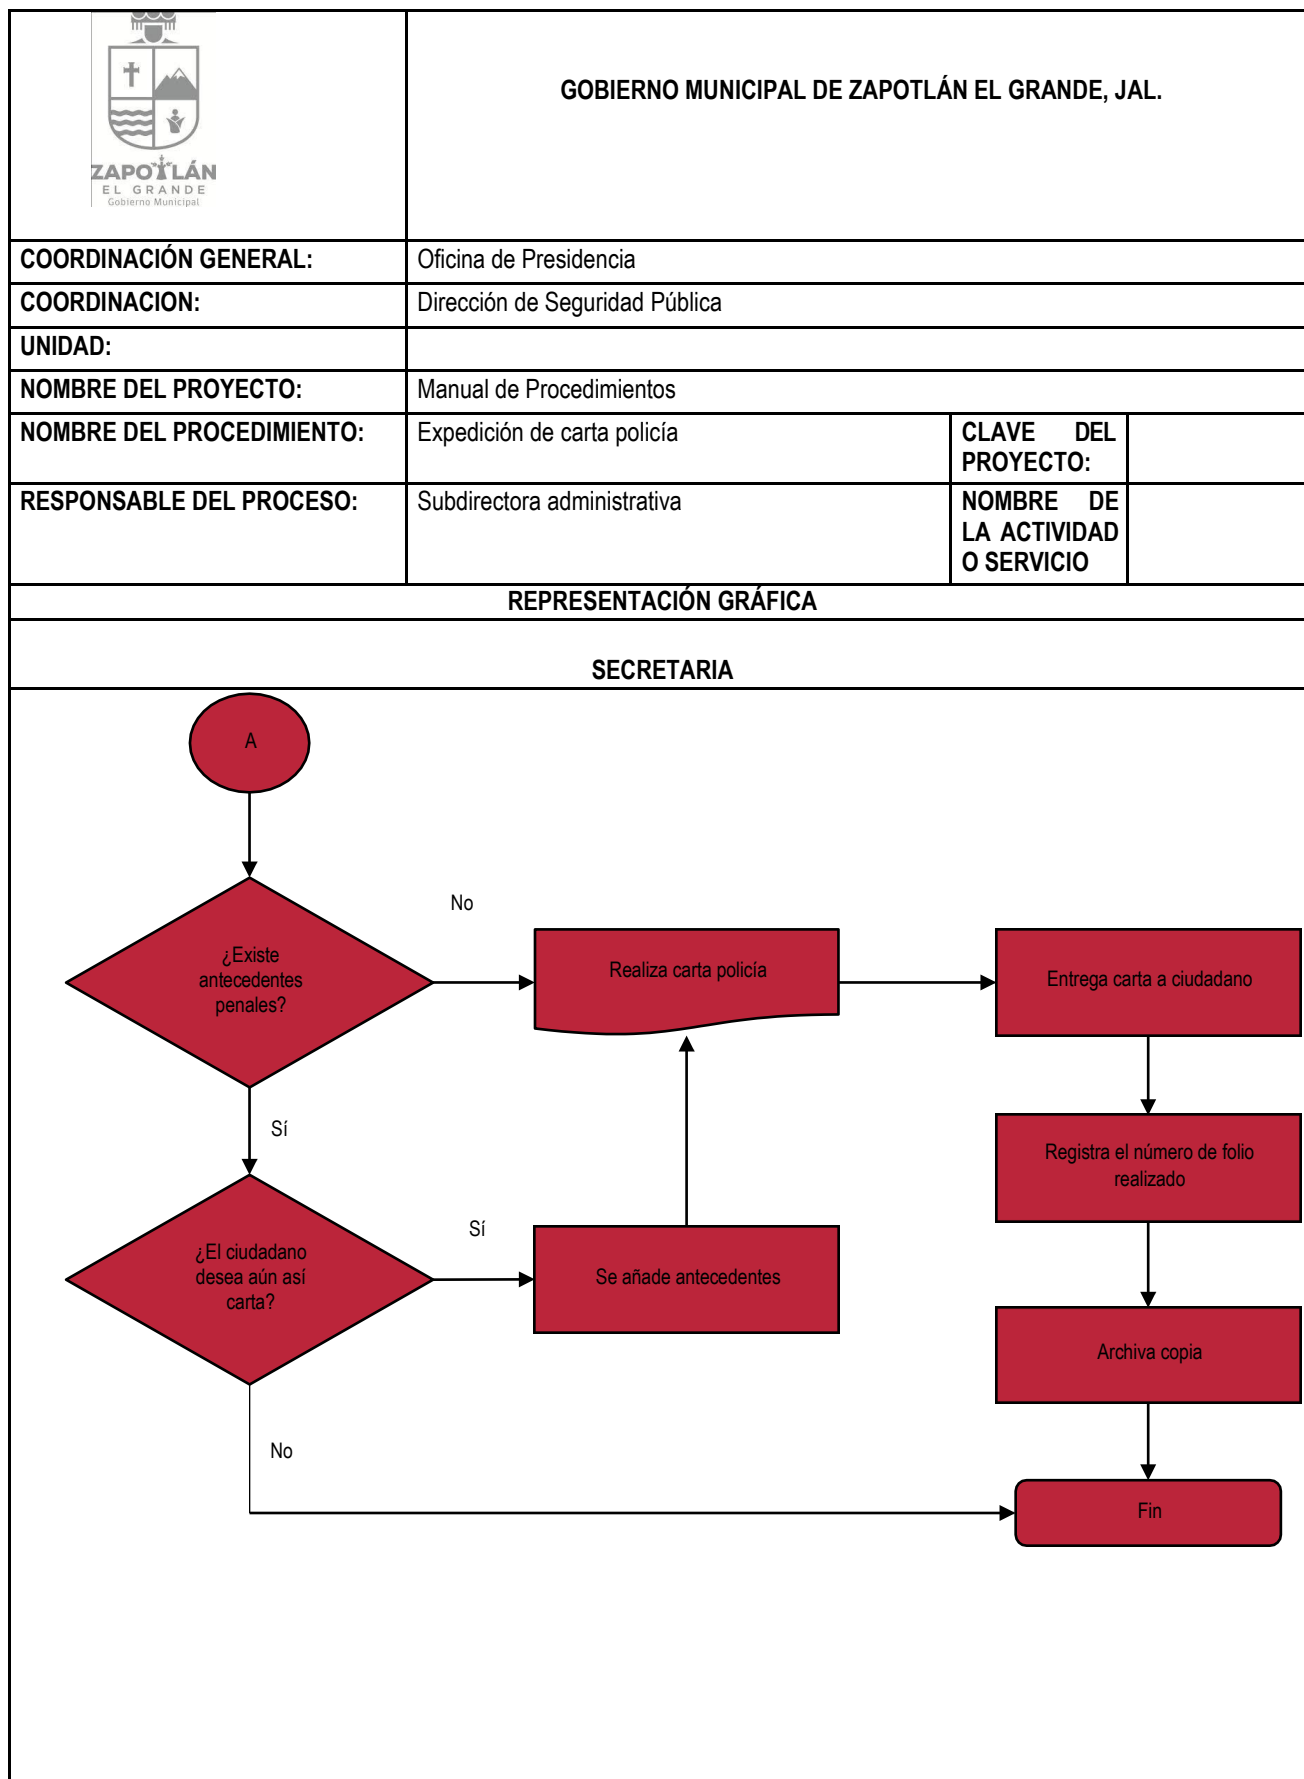 ZAPOTLÁN
EL GRANDE
Gobierno Municipal
GOBIERNO MUNICIPAL DE ZAPOTLÁN EL GRANDE, JAL.
COORDINACIÓN GENERAL:
Oficina de Presidencia
COORDINACION:
Dirección de Seguridad Pública
UNIDAD:
NOMBRE DEL PROYECTO:
Manual de Procedimientos
NOMBRE DEL PROCEDIMIENTO:
Expedición de carta policía
CLAVE DEL
PROYECTO:
RESPONSABLE DEL PROCESO:
Subdirectora administrativa
NOMBRE DE
LA ACTIVIDAD
O SERVICIO
REPRESENTACIÓN GRÁFICA
SECRETARIA
A
¿Existe
antecedentes
penales?
No
Realiza carta policía
Entrega carta a ciudadano
Sí
Registra el número de folio
realizado
¿El ciudadano
desea aún así
carta?
Sí
Se añade antecedentes
Archiva copia
No
Fin